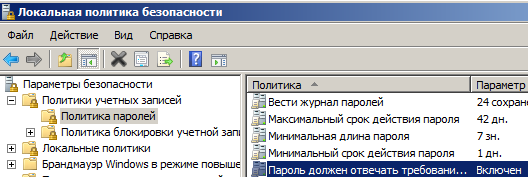 Локальная политика безопасности
Файл Действие Вид Справка
Параметры безопасности
Политики учетных записей
Политика паролей
Политика блокировки учетной запи
Локальные политики
Брандмауэр Windows в режиме повыше
Политика Параметр
Вести журнал паролей 24 сохране
Максимальный срок действия пароля 42 дн.
Минимальная длина пароля 7 зн.
Минимальный срок действия пароля 1 дн.
Пароль должен отвечать требовани... Включен